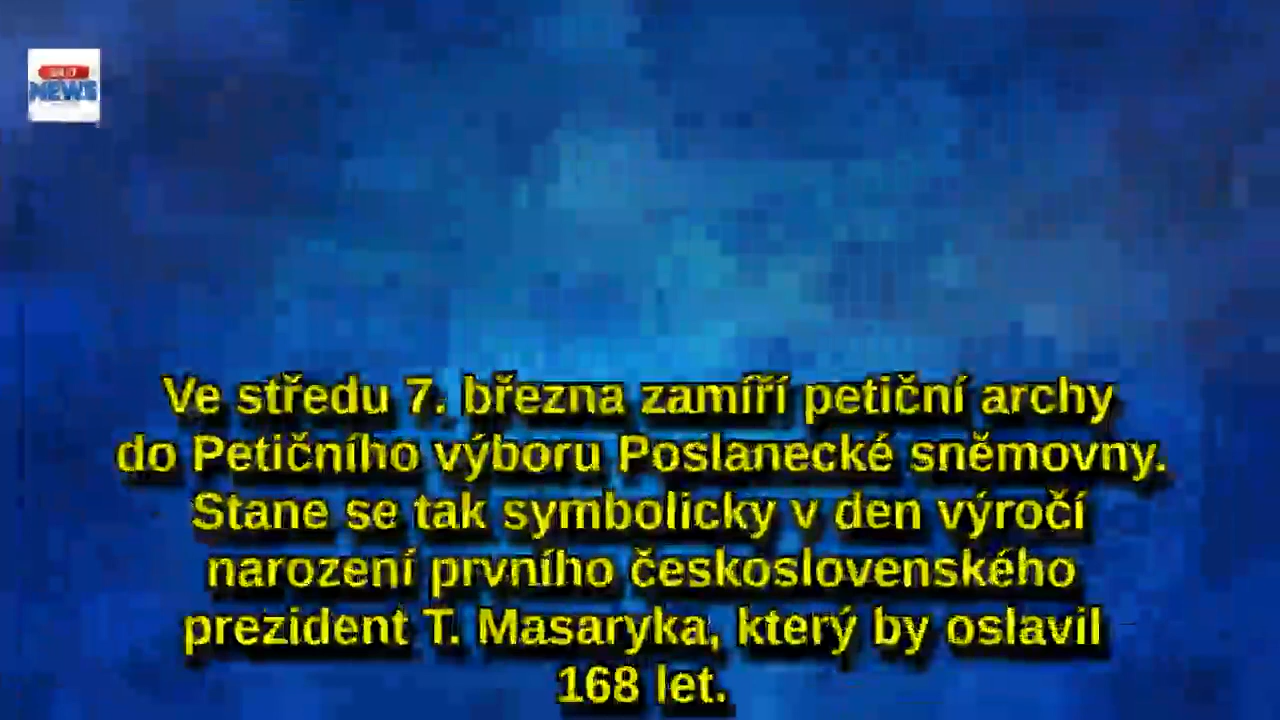 NEWS
Ve středu 7. března zamíří petiční archy
do Petičního výboru Poslanecké sněmovny.
Stane se tak symbolicky v den výročí
narození prvního československého
prezident T. Masaryka, který by oslavil
168 let.